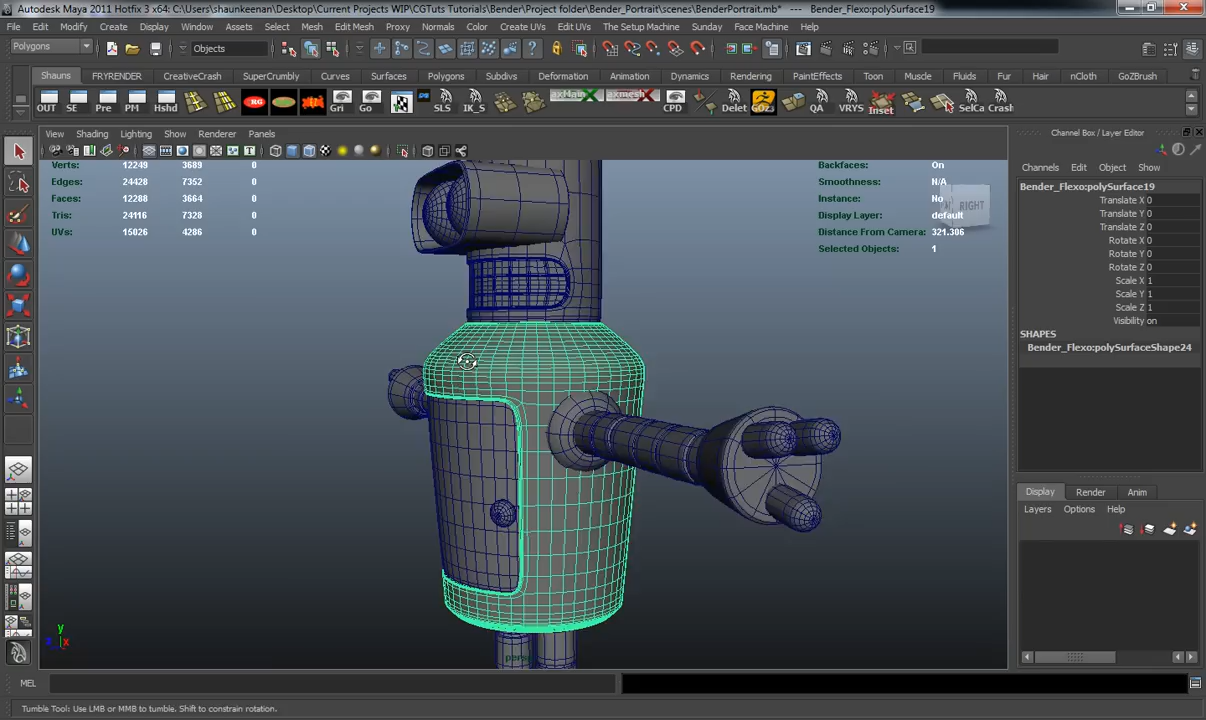 Autodesk Maya 2011 Hotfix 3 x64: C:\Users\shaunkeenan\Desktop\Current Projects WIP\CGTuts Tutorials\Bender\Project folder\Bender_Portrait\scenes\BenderPortrait.mb* --- Bender_Flexo:polySurface19
File Edit Modify Create Display Window Assets Select Mesh Edit Mesh Proxy Normals Color Create UVs Edit UVs The Setup Machine Sunday Face Machine Help
Polygons Objects
Shauns FRYRENDER CreativeCrash SuperCrumbly Curves Surfaces Polygons Subdivs Deformation Animation Dynamics Rendering PaintEffects Toon Muscle Fluids Fur Hair nCloth GoZBrush
OUT SE Pre PM Hshd Gri Go SLS IK_S CPD Delet GOZ QA VRYS Inset SelCa Crash
View Shading Lighting Show Renderer Panels
Verts: 12249 3689 0
Edges: 24428 7352 0
Faces: 12288 3664 0
Tris: 24116 7328 0
UVs: 15026 4286 0
Backfaces: On
Smoothness: N/A
Instance: No
Display Layer: default
Distance From Camera: 321.306
Selected Objects: 1
RIGHT
persp
y
x
Channel Box / Layer Editor
Channels Edit Object Show
Bender_Flexo:polySurface19
Translate X 0
Translate Y 0
Translate Z 0
Rotate X 0
Rotate Y 0
Rotate Z 0
Scale X 1
Scale Y 1
Scale Z 1
Visibility on
SHAPES
Bender_Flexo:polySurfaceShape24
Display Render Anim
Layers Options Help
MEL
Tumble Tool: Use LMB or MMB to tumble. Shift to constrain rotation.